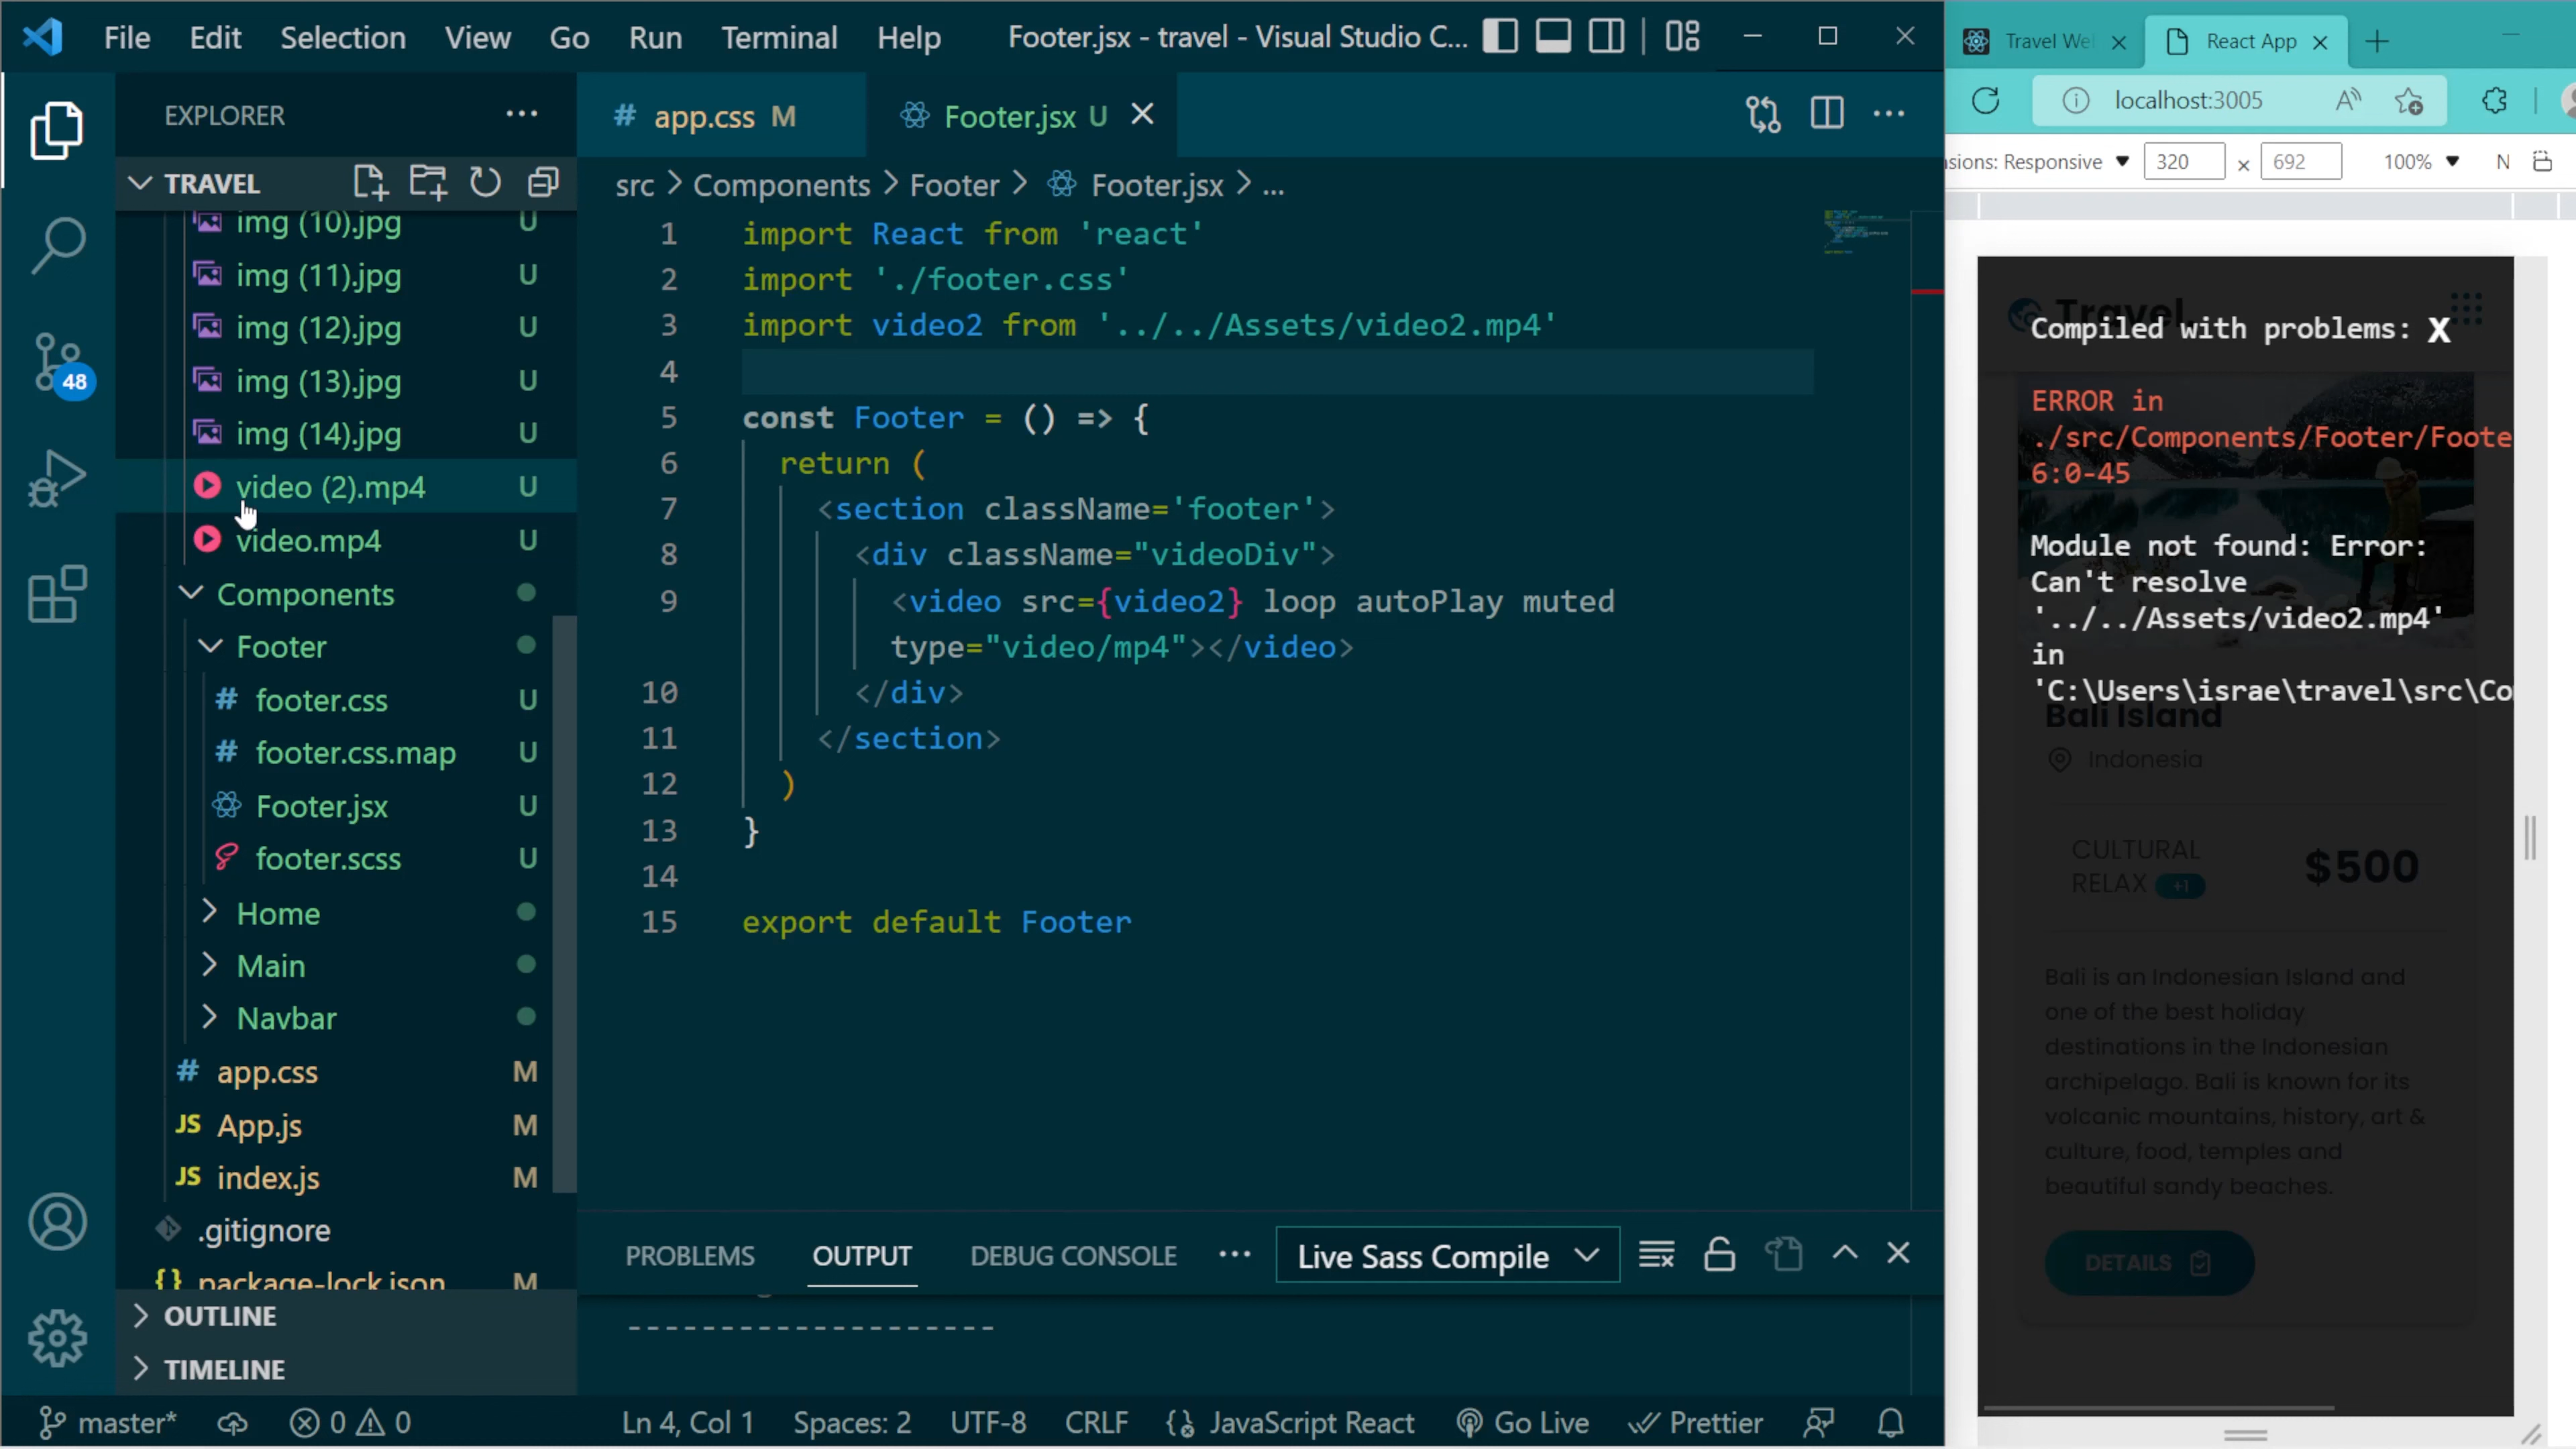 File Edit Selection View Go Run Terminal Help Footer.jsx - travel - Visual Studio C...
EXPLORER
TRAVEL
img (10).jpg U
img (11).jpg U
img (12).jpg U
img (13).jpg U
img (14).jpg U
video (2).mp4 U
video.mp4 U
Components
Footer
footer.css U
footer.css.map U
Footer.jsx U
footer.scss U
Home
Main
Navbar
app.css M
App.js M
index.js M
.gitignore
package-lock.json M
OUTLINE
TIMELINE
48
app.css M
Footer.jsx U
src > Components > Footer > Footer.jsx > ...
1 import React from 'react'
2 import './footer.css'
3 import video2 from '../../Assets/video2.mp4'
4
5 const Footer = () => {
6 return (
7 <section className='footer'>
8 <div className="videoDiv">
9 <video src={video2} loop autoPlay muted
type="video/mp4"></video>
10 </div>
11 </section>
12 )
13 }
14
15 export default Footer
PROBLEMS OUTPUT DEBUG CONSOLE ... Live Sass Compile
--------------------
master* 0 0 Ln 4, Col 1 Spaces: 2 UTF-8 CRLF JavaScript React Go Live Prettier
Travel We
React App
localhost:3005
sions: Responsive 320 × 692 100% N
Travel.
Compiled with problems: X
ERROR in
./src/Components/Footer/Foote
6:0-45
Module not found: Error:
Can't resolve
'../../Assets/video2.mp4'
in
'C:\Users\israe\travel\src\Co
Bali Island
Indonesia
CULTURAL
RELAX +1
$500
Bali is an Indonesian Island and
one of the best holiday
destinations in the Indonesian
archipelago. Bali is known for its
volcanic mountains, history, art &
culture, food, temples and
beautiful sandy beaches.
DETAILS